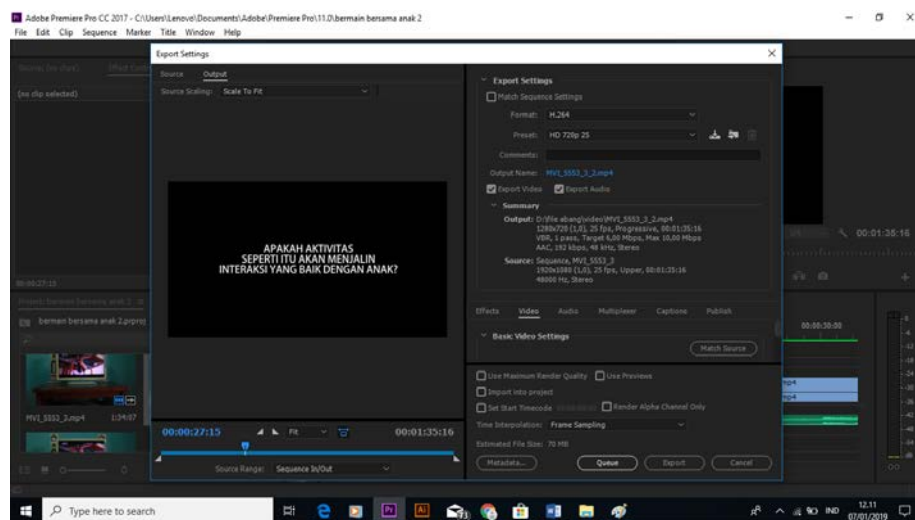 Adobe Premiere Pro CC 2017 - C:\Users\Lenovo\Documents\Adobe\Premiere Pro\11.0\bermain bersama anak 2
File Edit Clip Sequence Marker Title Window Help
Export Settings
Source Output
Source Scaling: Scale To Fit
(no clip selected)
Export Settings
Match Sequence Settings
Format: H.264
Preset: HD 720p 25
Comments:
Output Name: MVI_5553_3_2.mp4
Export Video Export Audio
Summary
Output: D:\file abang\video\MVI_5553_3_2.mp4
1280x720 (1,0), 25 fps, Progressive, 00:01:35:16
VBR, 1 pass, Target 6,00 Mbps, Max 10,00 Mbps
AAC, 192 kbps, 48 kHz, Stereo
Source: Sequence, MVI_5553_3
1920x1080 (1,0), 25 fps, Upper, 00:01:35:16
48000 Hz, Stereo
APAKAH AKTIVITAS
SEPERTI ITU AKAN MENJALIN
INTERAKSI YANG BAIK DENGAN ANAK?
00:01:35:16
00:00:27:15
Effects Video Audio Multiplexer Captions Publish
Basic Video Settings
Match Source
bermain bersama anak 2.prproj
00:00:30:00
Use Maximum Render Quality Use Previews
Import into project
Set Start Timecode Render Alpha Channel Only
Time Interpolation: Frame Sampling
Estimated File Size: 70 MB
Metadata... Queue Export Cancel
MVI_5553_2.mp4 1:34:07
00:00:27:15 Fit 00:01:35:16
Source Range: Sequence In/Out
Type here to search
IND
12.11
07/01/2019